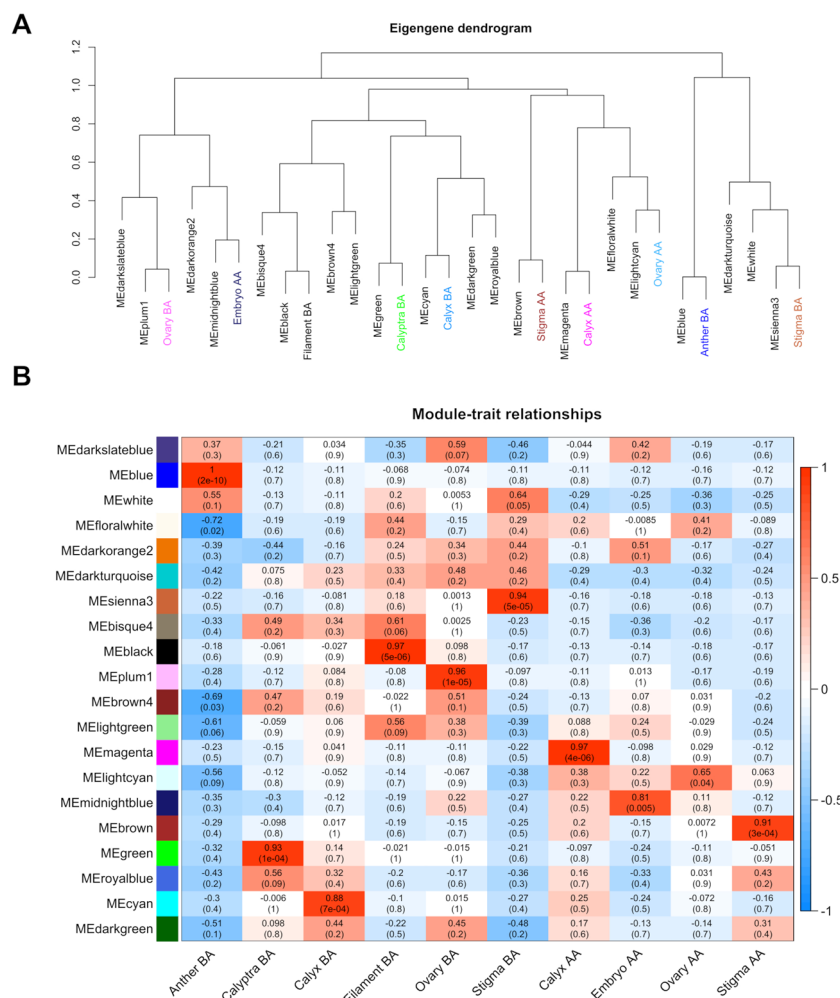 A
Eigengene dendrogram
1.2
1.0
0.8
0.6
0.4
0.2
0.0
MEdarkslateblue
MEplum1
Ovary BA
MEdarkorange2
MEmidnightblue
Embryo AA
MEbisque4
MEblack
Filament BA
MEbrown4
MElightgreen
MEgreen
Calyptra BA
MEcyan
Calyx BA
MEdarkgreen
MEroyalblue
MEbrown
Stigma AA
MEmagenta
Calyx AA
MEfloralwhite
MElightcyan
Ovary AA
MEblue
Anther BA
MEdarkturquoise
MEwhite
MEsienna3
Stigma BA
B
Module-trait relationships
MEdarkslateblue 0.37 -0.21 0.034 -0.35 0.59 -0.46 -0.044 0.42 -0.19 -0.17
(0.3) (0.6) (0.9) (0.3) (0.07) (0.2) (0.9) (0.2) (0.6) (0.6)
MEblue 1 -0.12 -0.11 -0.068 -0.074 -0.11 -0.11 -0.12 -0.16 -0.12
(2e-10) (0.7) (0.8) (0.9) (0.8) (0.8) (0.8) (0.7) (0.7) (0.7)
MEwhite 0.55 -0.13 -0.11 0.2 0.0053 0.64 -0.29 -0.25 -0.36 -0.25
(0.1) (0.7) (0.8) (0.6) (1) (0.05) (0.4) (0.5) (0.3) (0.5)
MEfloralwhite -0.72 -0.19 -0.19 0.44 -0.15 0.29 0.2 -0.0085 0.41 -0.089
(0.02) (0.6) (0.6) (0.2) (0.7) (0.4) (0.6) (1) (0.2) (0.8)
MEdarkorange2 -0.39 -0.44 -0.16 0.24 0.34 0.44 -0.1 0.51 -0.17 -0.27
(0.3) (0.2) (0.7) (0.5) (0.3) (0.2) (0.8) (0.1) (0.6) (0.4)
MEdarkturquoise -0.42 0.075 0.23 0.33 0.48 0.46 -0.29 -0.3 -0.32 -0.24
(0.2) (0.8) (0.5) (0.4) (0.2) (0.2) (0.4) (0.4) (0.4) (0.5)
MEsienna3 -0.22 -0.16 -0.081 0.18 0.0013 0.94 -0.16 -0.18 -0.18 -0.17
(0.5) (0.7) (0.8) (0.6) (1) (5e-05) (0.7) (0.6) (0.6) (0.7)
MEbisque4 -0.33 0.49 0.34 0.61 0.0025 -0.23 -0.15 -0.36 -0.2 -0.17
(0.4) (0.2) (0.3) (0.06) (1) (0.5) (0.7) (0.3) (0.6) (0.6)
MEblack -0.18 -0.061 -0.027 0.97 0.098 -0.17 -0.13 -0.14 -0.18 -0.17
(0.6) (0.9) (0.9) (5e-06) (0.8) (0.6) (0.7) (0.7) (0.6) (0.6)
MEplum1 -0.28 -0.12 0.084 -0.08 0.96 -0.097 -0.11 0.013 -0.17 -0.19
(0.4) (0.7) (0.8) (0.8) (1e-05) (0.8) (0.8) (1) (0.6) (0.6)
MEbrown4 -0.69 0.47 0.19 -0.022 0.51 -0.24 -0.13 0.07 0.031 -0.2
(0.03) (0.2) (0.6) (1) (0.1) (0.5) (0.7) (0.8) (0.9) (0.6)
MElightgreen -0.61 -0.059 0.06 0.56 0.38 -0.39 0.088 0.24 -0.029 -0.24
(0.06) (0.9) (0.9) (0.09) (0.3) (0.3) (0.8) (0.5) (0.9) (0.5)
MEmagenta -0.23 -0.15 0.041 -0.11 -0.11 -0.22 0.97 -0.098 0.029 -0.12
(0.5) (0.7) (0.9) (0.8) (0.8) (0.5) (4e-06) (0.8) (0.9) (0.7)
MElightcyan -0.56 -0.12 -0.052 -0.14 -0.067 -0.38 0.38 0.22 0.65 0.063
(0.09) (0.8) (0.9) (0.7) (0.9) (0.3) (0.3) (0.5) (0.04) (0.9)
MEmidnightblue -0.35 -0.3 -0.12 -0.19 0.22 -0.27 0.22 0.81 0.11 -0.12
(0.3) (0.4) (0.7) (0.6) (0.5) (0.4) (0.5) (0.005) (0.8) (0.7)
MEbrown -0.29 -0.098 0.017 -0.19 -0.15 -0.25 0.2 -0.15 0.0072 0.91
(0.4) (0.8) (1) (0.6) (0.7) (0.5) (0.6) (0.7) (1) (3e-04)
MEgreen -0.32 0.93 0.14 -0.021 -0.015 -0.21 -0.097 -0.24 -0.11 -0.051
(0.4) (1e-04) (0.7) (1) (1) (0.6) (0.8) (0.5) (0.8) (0.9)
MEroyalblue -0.43 0.56 0.32 -0.2 -0.17 -0.36 0.16 -0.33 0.031 0.43
(0.2) (0.09) (0.4) (0.6) (0.6) (0.3) (0.7) (0.4) (0.9) (0.2)
MEcyan -0.3 -0.006 0.88 -0.1 0.015 -0.27 0.25 -0.24 -0.072 -0.16
(0.4) (1) (7e-04) (0.8) (1) (0.4) (0.5) (0.5) (0.8) (0.7)
MEdarkgreen -0.51 0.098 0.44 -0.22 0.45 -0.48 0.17 -0.13 -0.14 0.31
(0.1) (0.8) (0.2) (0.5) (0.2) (0.2) (0.6) (0.7) (0.7) (0.4)
1
0.5
0
-0.5
-1
Anther BA
Calyptra BA
Calyx BA
Filament BA
Ovary BA
Stigma BA
Calyx AA
Embryo AA
Ovary AA
Stigma AA